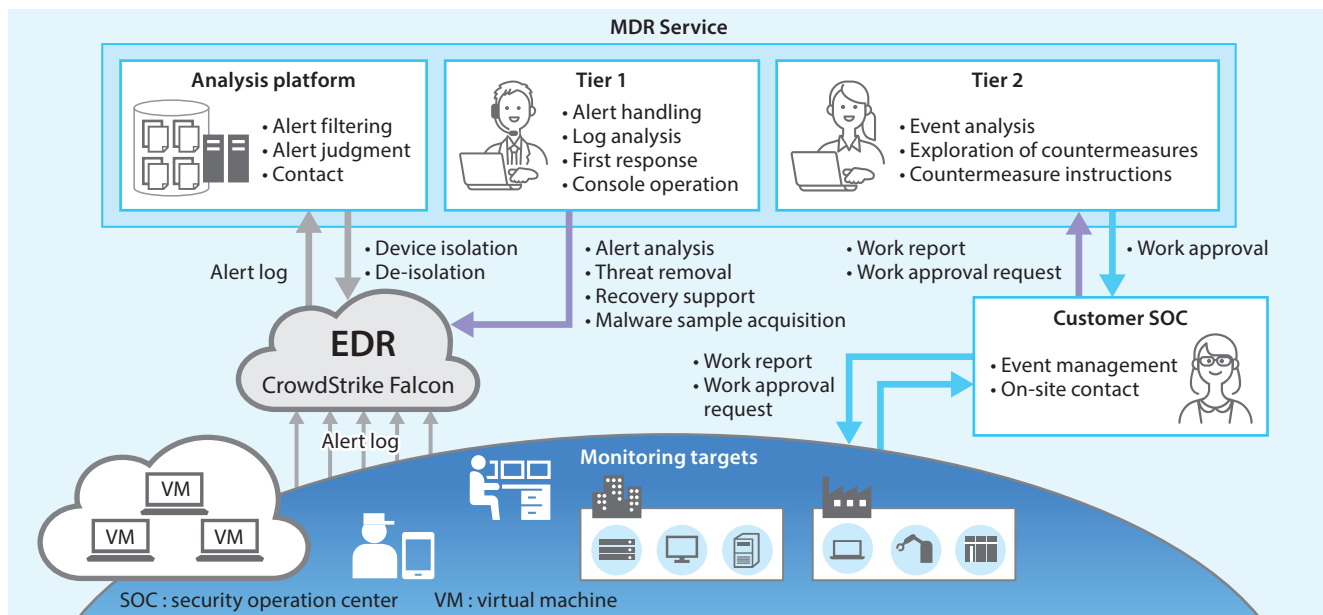 MDR Service
Analysis platform
• Alert filtering
• Alert judgment
• Contact
Tier 1
• Alert handling
• Log analysis
• First response
• Console operation
Tier 2
• Event analysis
• Exploration of countermeasures
• Countermeasure instructions
Alert log
• Device isolation
• De-isolation
• Alert analysis
• Threat removal
• Recovery support
• Malware sample acquisition
• Work report
• Work approval request
• Work approval
EDR
CrowdStrike Falcon
Customer SOC
• Event management
• On-site contact
• Work report
• Work approval
request
Alert log
Monitoring targets
VM
VM
VM
SOC : security operation center
VM : virtual machine